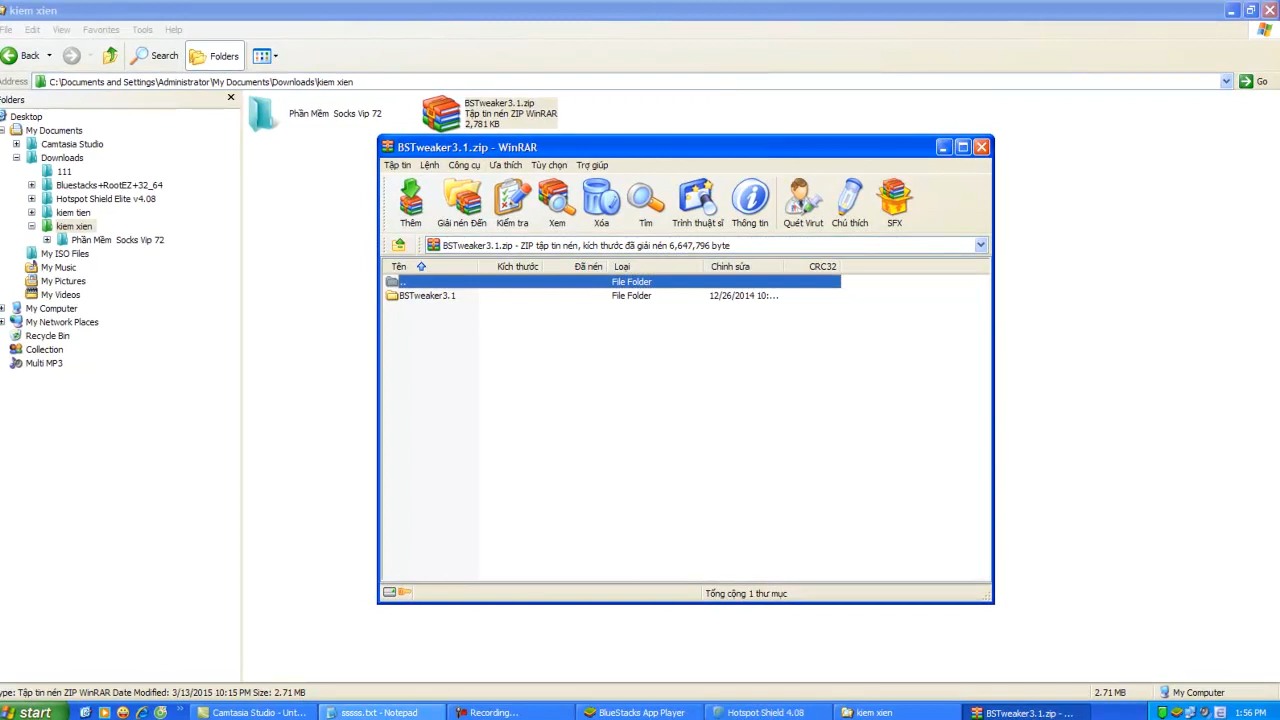 kiem xien
File Edit View Favorites Tools Help
Back Search Folders
Address C:\Documents and Settings\Administrator\My Documents\Downloads\kiem xien Go
Folders
Desktop
My Documents
Camtasia Studio
Downloads
111
Bluestacks+RootEZ+32_64
Hotspot Shield Elite v4.08
kiem tien
kiem xien
Phần Mềm Socks Vip 72
My ISO Files
My Music
My Pictures
My Videos
My Computer
My Network Places
Recycle Bin
Collection
Multi MP3
Phần Mềm Socks Vip 72
BSTweaker3.1.zip
Tập tin nén ZIP WinRAR
2,781 KB
BSTweaker3.1.zip - WinRAR
Tập tin Lệnh Công cụ Ưa thích Tùy chọn Trợ giúp
Thêm Giải nén Đến Kiểm tra Xem Xóa Tìm Trình thuật sĩ Thông tin Quét Virut Chú thích SFX
BSTweaker3.1.zip - ZIP tập tin nén, kích thước đã giải nén 6,647,796 byte
Tên Kích thước Đã nén Loại Chỉnh sửa CRC32
.. File Folder
BSTweaker3.1 File Folder 12/26/2014 10:...
Tổng cộng 1 thư mục
ype: Tập tin nén ZIP WinRAR Date Modified: 3/13/2015 10:15 PM Size: 2.71 MB 2.71 MB My Computer
start Camtasia Studio - Unt... sssss.txt - Notepad Recording... BlueStacks App Player Hotspot Shield 4.08 kiem xien BSTweaker3.1.zip - ... 1:56 PM